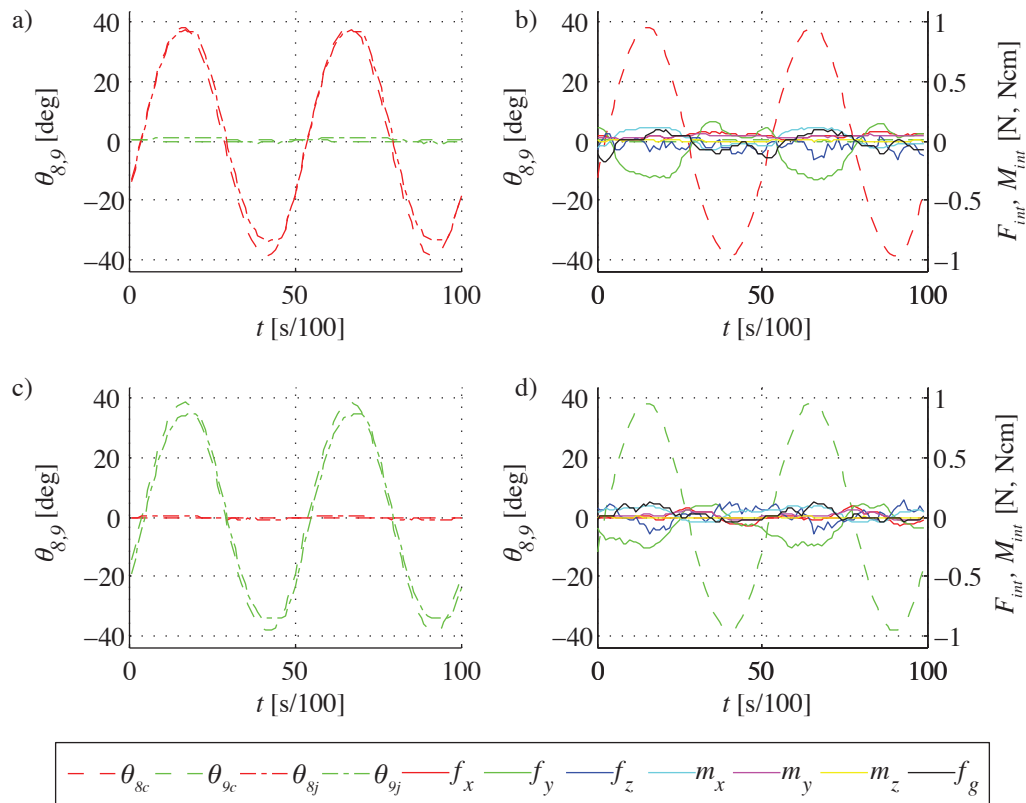 a)
40
20
0
–20
–40
θ8,9 [deg]
0
50
100
t [s/100]
b)
40
20
0
–20
–40
θ8,9 [deg]
1
0.5
0
–0.5
–1
Fint, Mint [N, Ncm]
0
50
100
t [s/100]
c)
40
20
0
–20
–40
θ8,9 [deg]
0
50
100
t [s/100]
d)
40
20
0
–20
–40
θ8,9 [deg]
1
0.5
0
–0.5
–1
Fint, Mint [N, Ncm]
0
50
100
t [s/100]
θ8c θ9c θ8j θ9j fx fy fz mx my mz fg